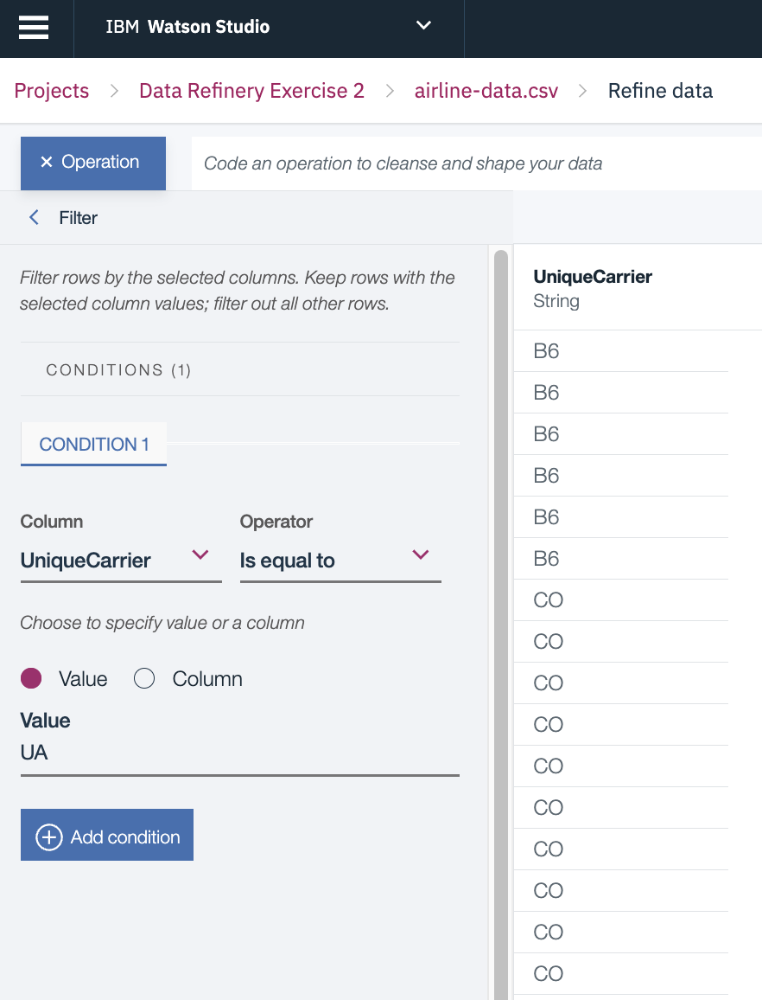 IBM Watson Studio
Projects > Data Refinery Exercise 2 > airline-data.csv > Refine data
× Operation
Code an operation to cleanse and shape your data
Filter
Filter rows by the selected columns. Keep rows with the
selected column values; filter out all other rows.
CONDITIONS (1)
CONDITION 1
Column
Operator
UniqueCarrier
Is equal to
Choose to specify value or a column
Value
Column
Value
UA
Add condition
UniqueCarrier
String
B6
B6
B6
B6
B6
B6
CO
CO
CO
CO
CO
CO
CO
CO
CO
CO